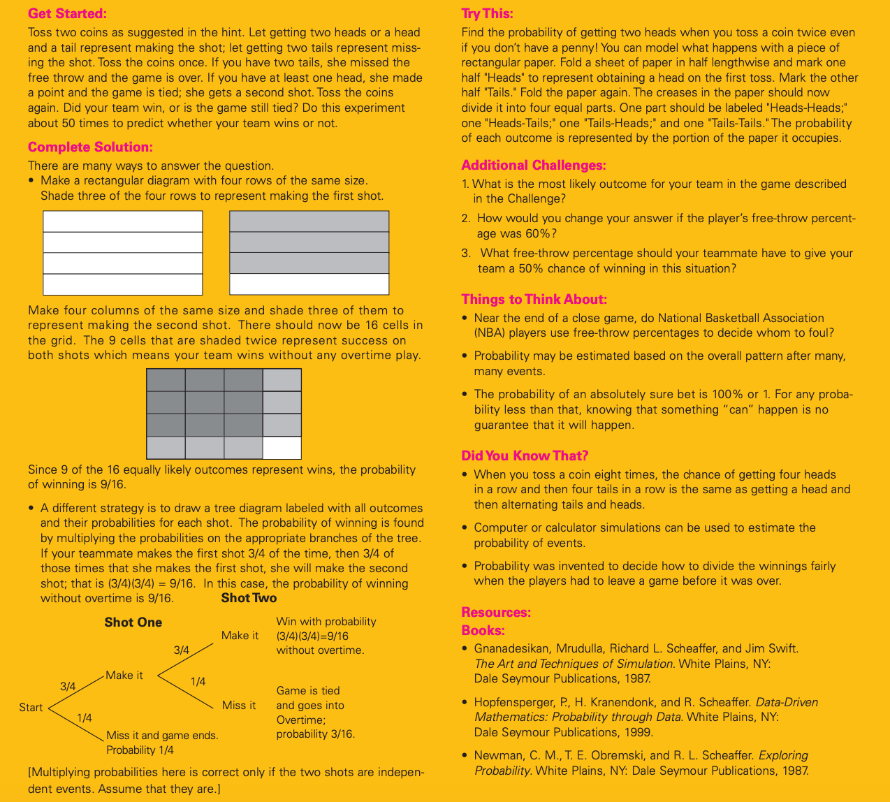 Get Started:
Toss two coins as suggested in the hint. Let getting two heads or a head
and a tail represent making the shot; let getting two tails represent miss-
ing the shot. Toss the coins once. If you have two tails, she missed the
free throw and the game is over. If you have at least one head, she made
a point and the game is tied; she gets a second shot. Toss the coins
again. Did your team win, or is the game still tied? Do this experiment
about 50 times to predict whether your team wins or not.
Complete Solution:
There are many ways to answer the question.
• Make a rectangular diagram with four rows of the same size.
Shade three of the four rows to represent making the first shot.
Make four columns of the same size and shade three of them to
represent making the second shot. There should now be 16 cells in
the grid. The 9 cells that are shaded twice represent success on
both shots which means your team wins without any overtime play.
Since 9 of the 16 equally likely outcomes represent wins, the probability
of winning is 9/16.
• A different strategy is to draw a tree diagram labeled with all outcomes
and their probabilities for each shot. The probability of winning is found
by multiplying the probabilities on the appropriate branches of the tree.
If your teammate makes the first shot 3/4 of the time, then 3/4 of
those times that she makes the first shot, she will make the second
shot; that is (3/4)(3/4) = 9/16. In this case, the probability of winning
without overtime is 9/16.
Shot Two
Shot One
Win with probability
Make it
(3/4)(3/4)=9/16
without overtime.
3/4
Make it
3/4
1/4
Game is tied
and goes into
Overtime;
probability 3/16.
Miss it
Start
1/4
Miss it and game ends.
Probability 1/4
[Multiplying probabilities here is correct only if the two shots are indepen-
dent events. Assume that they are.]
Try This:
Find the probability of getting two heads when you toss a coin twice even
if you don't have a penny! You can model what happens with a piece of
rectangular paper. Fold a sheet of paper in half lengthwise and mark one
half "Heads" to represent obtaining a head on the first toss. Mark the other
half "Tails." Fold the paper again. The creases in the paper should now
divide it into four equal parts. One part should be labeled "Heads-Heads;"
one "Heads-Tails;" one "Tails-Heads;" and one "Tails-Tails." The probability
of each outcome is represented by the portion of the paper it occupies.
Additional Challenges:
1. What is the most likely outcome for your team in the game described
in the Challenge?
2. How would you change your answer if the player's free-throw percent-
age was 60%?
3. What free-throw percentage should your teammate have to give your
team a 50% chance of winning in this situation?
Things to Think About:
• Near the end of a close game, do National Basketball Association
(NBA) players use free-throw percentages to decide whom to foul?
• Probability may be estimated based on the overall pattern after many,
many events.
• The probability of an absolutely sure bet is 100% or 1. For any proba-
bility less than that, knowing that something "can" happen is no
guarantee that it will happen.
Did You Know That?
• When you toss a coin eight times, the chance of getting four heads
in a row and then four tails in a row is the same as getting a head and
then alternating tails and heads.
• Computer or calculator simulations can be used to estimate the
probability of events.
• Probability was invented to decide how to divide the winnings fairly
when the players had to leave a game before it was over.
Resources:
Books:
• Gnanadesikan, Mrudulla, Richard L. Scheaffer, and Jim Swift.
The Art and Techniques of Simulation. White Plains, NY:
Dale Seymour Publications, 1987.
• Hopfensperger, P., H. Kranendonk, and R. Scheaffer. Data-Driven
Mathematics: Probability through Data. White Plains, NY:
Dale Seymour Publications, 1999.
• Newman, C. M., T. E. Obremski, and R. L. Scheaffer. Exploring
Probability. White Plains, NY: Dale Seymour Publications, 1987.